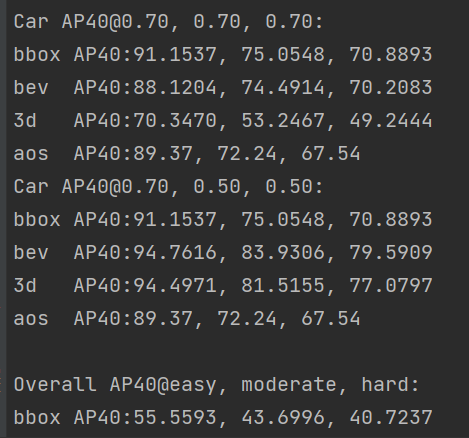 Car AP40@0.70, 0.70, 0.70:
bbox AP40:91.1537, 75.0548, 70.8893
bev  AP40:88.1204, 74.4914, 70.2083
3d   AP40:70.3470, 53.2467, 49.2444
aos  AP40:89.37, 72.24, 67.54
Car AP40@0.70, 0.50, 0.50:
bbox AP40:91.1537, 75.0548, 70.8893
bev  AP40:94.7616, 83.9306, 79.5909
3d   AP40:94.4971, 81.5155, 77.0797
aos  AP40:89.37, 72.24, 67.54
Overall AP40@easy, moderate, hard:
bbox AP40:55.5593, 43.6996, 40.7237